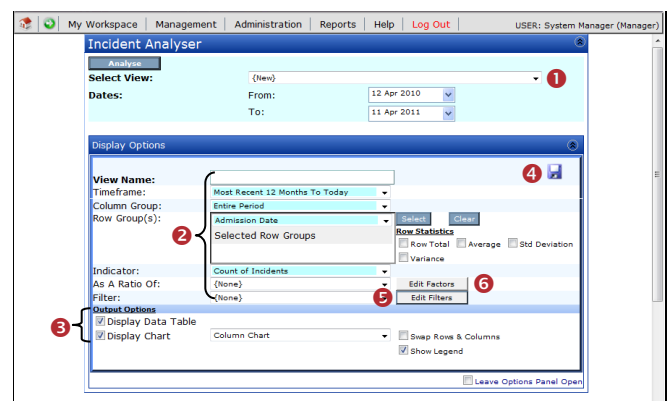 My Workspace | Management | Administration | Reports | Help | Log Out | USER: System Manager (Manager)
Incident Analyser
Analyse
Select View: {New} 1
Dates: From: 12 Apr 2010
To: 11 Apr 2011
Display Options
4
View Name:
Timeframe: Most Recent 12 Months To Today
Column Group: Entire Period
Row Group(s): Admission Date Select Clear
2 Selected Row Groups Row Statistics
Row Total Average Std Deviation
Variance
Indicator: Count of Incidents
As A Ratio Of: {None} Edit Factors 6
Filter: {None} 5 Edit Filters
Output Options
3 Display Data Table
Display Chart Column Chart Swap Rows & Columns
Show Legend
Leave Options Panel Open